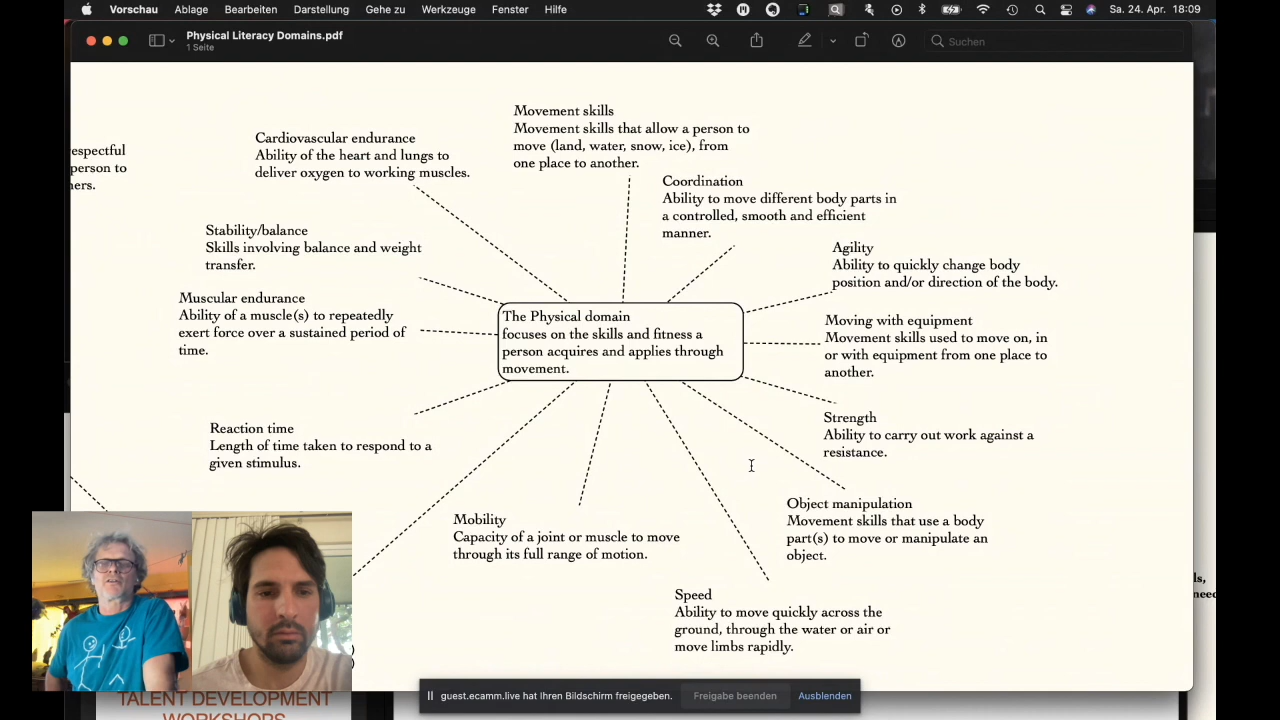 Vorschau Ablage Bearbeiten Darstellung Gehe zu Werkzeuge Fenster Hilfe Sa. 24. Apr. 18:09
Physical Literacy Domains.pdf
1 Seite
Suchen
espectful
person to
ners.
Cardiovascular endurance
Ability of the heart and lungs to
deliver oxygen to working muscles.
Movement skills
Movement skills that allow a person to
move (land, water, snow, ice), from
one place to another.
Coordination
Ability to move different body parts in
a controlled, smooth and efficient
manner.
Stability/balance
Skills involving balance and weight
transfer.
Agility
Ability to quickly change body
position and/or direction of the body.
Muscular endurance
Ability of a muscle(s) to repeatedly
exert force over a sustained period of
time.
The Physical domain
focuses on the skills and fitness a
person acquires and applies through
movement.
Moving with equipment
Movement skills used to move on, in
or with equipment from one place to
another.
Reaction time
Length of time taken to respond to a
given stimulus.
Strength
Ability to carry out work against a
resistance.
Mobility
Capacity of a joint or muscle to move
through its full range of motion.
Object manipulation
Movement skills that use a body
part(s) to move or manipulate an
object.
Speed
Ability to move quickly across the
ground, through the water or air or
move limbs rapidly.
ls,
need
)
)
guest.ecamm.live hat Ihren Bildschirm freigegeben. Freigabe beenden Ausblenden
TALENT DEVELOPMENT
WORKSHOPS